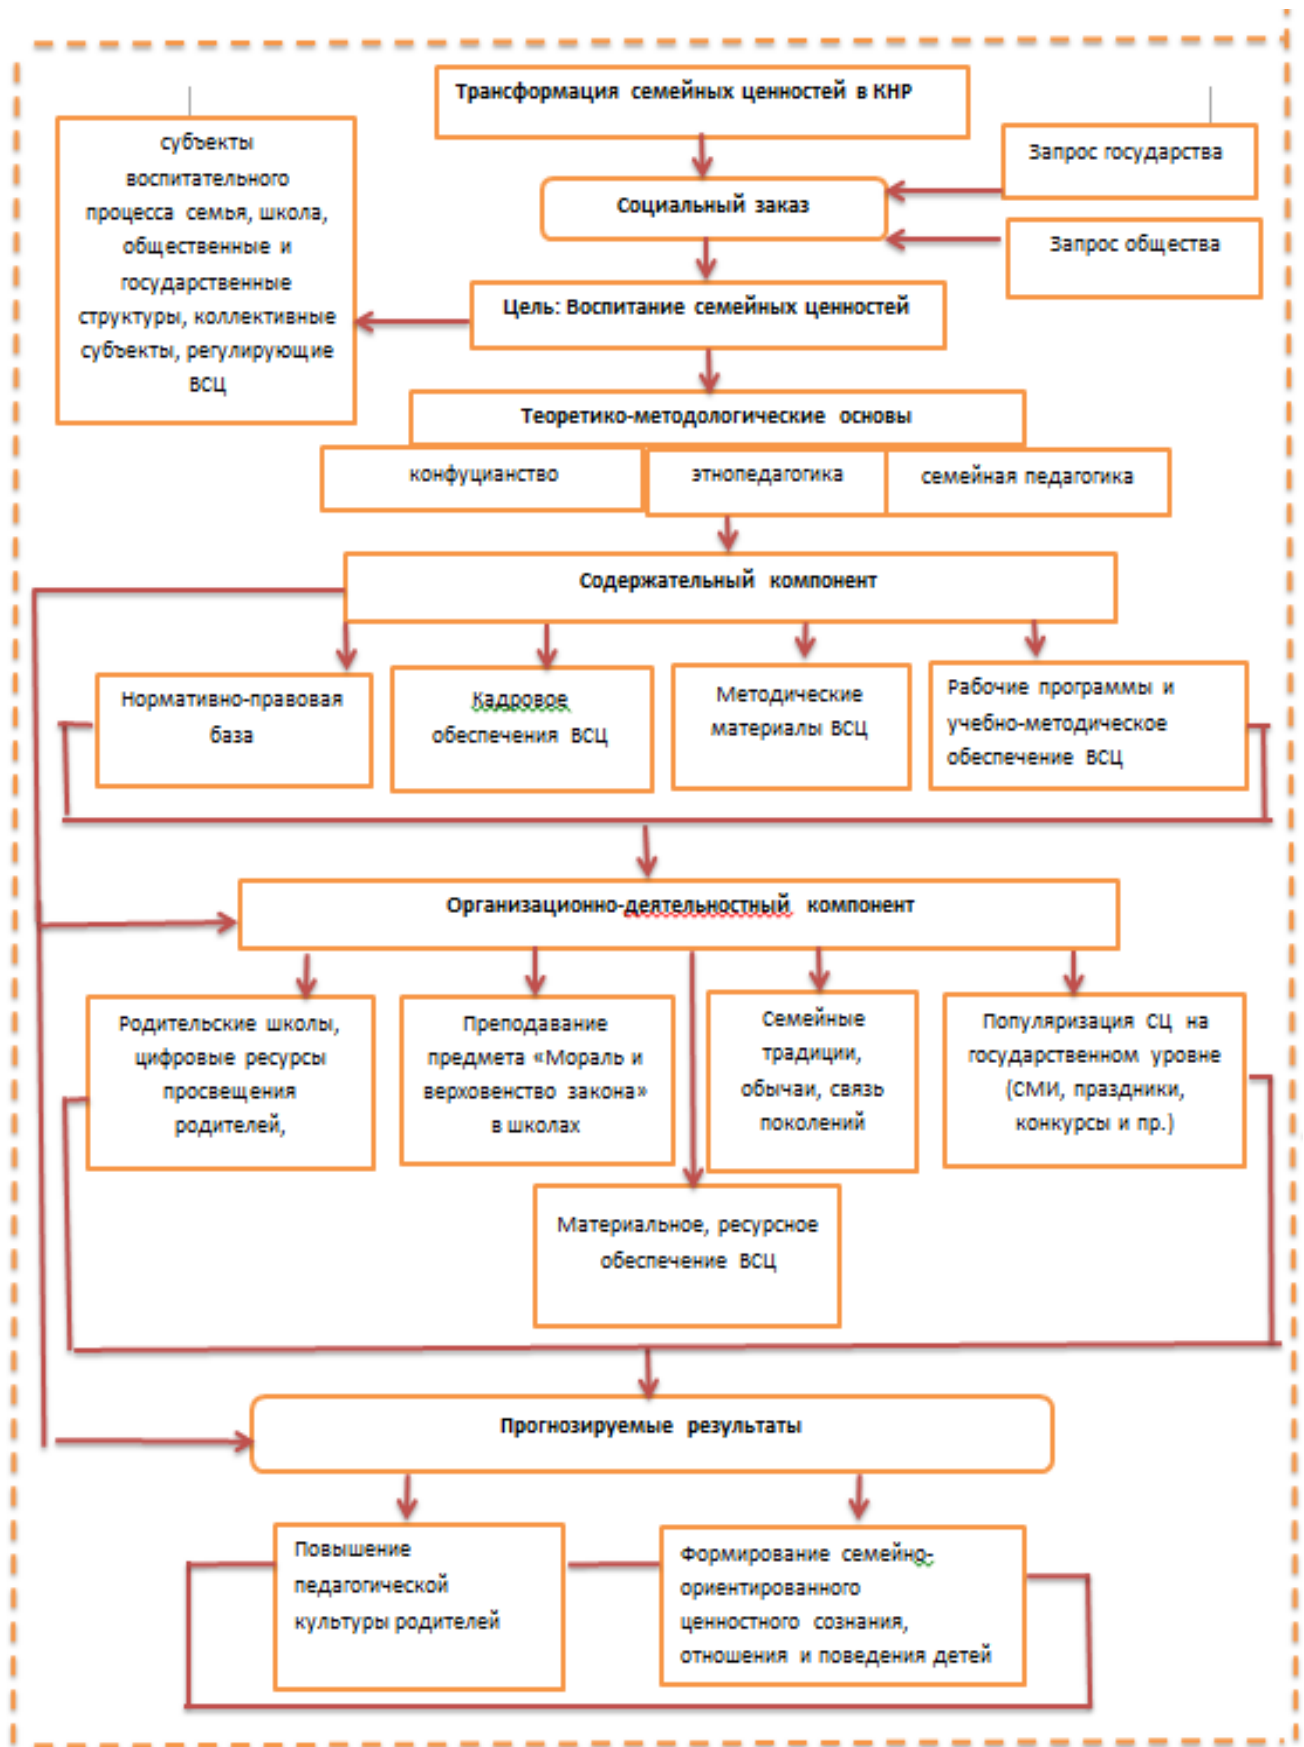 Трансформация семейных ценностей в КНР
субъекты
воспитательного
процесса семья, школа,
общественные и
государственные
структуры, коллективные
субъекты, регулирующие
ВСЦ
Запрос государства
Социальный заказ
Запрос общества
Цель: Воспитание семейных ценностей
Теоретико-методологические основы
конфуцианство
этнопедагогика
семейная педагогика
Содержательный компонент
Нормативно-правовая
база
Кадровое
обеспечения ВСЦ
Методические
материалы ВСЦ
Рабочие программы и
учебно-методическое
обеспечение ВСЦ
Организационно-деятельностный компонент
Родительские школы,
цифровые ресурсы
просвещения
родителей,
Преподавание
предмета «Мораль и
верховенство закона»
в школах
Семейные
традиции,
обычаи, связь
поколений
Популяризация СЦ на
государственном уровне
(СМИ, праздники,
конкурсы и пр.)
Материальное, ресурсное
обеспечение ВСЦ
Прогнозируемые результаты
Повышение
педагогической
культуры родителей
Формирование семейно-
ориентированного
ценностного сознания,
отношения и поведения детей